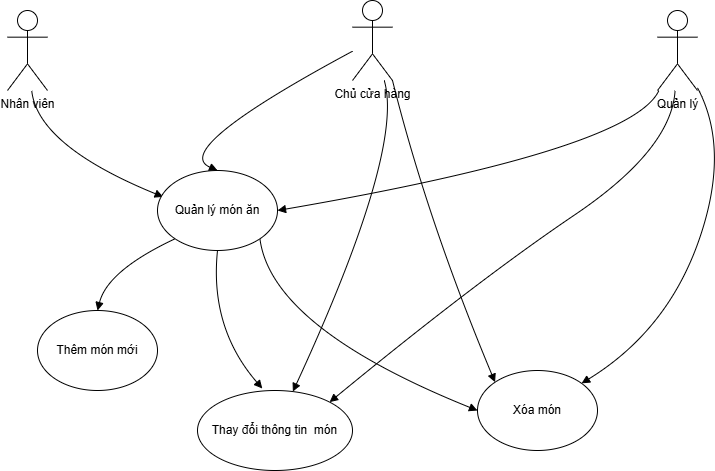 Nhân viên
Chủ cửa hàng
Quản lý
Quản lý món ăn
Thêm món mới
Thay đổi thông tin món
Xóa món